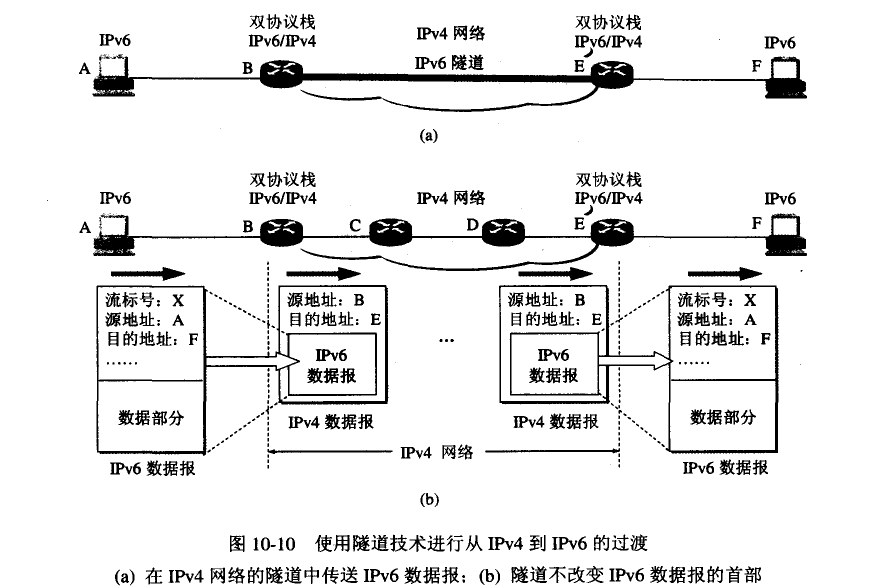 双协议栈
IPv6/IPv4
IPv4 网络
双协议栈
IPv6/IPv4
IPv6
IPv6
A
B
IPv6 隧道
E
F
(a)
双协议栈
IPv6/IPv4
IPv4 网络
双协议栈
IPv6/IPv4
IPv6
IPv6
A
B
C
D
E
F
流标号：X
源地址：A
目的地址：F
……
数据部分
IPv6 数据报
源地址：B
目的地址：E
IPv6
数据报
IPv4 数据报
…
源地址：B
目的地址：E
IPv6
数据报
IPv4 数据报
流标号：X
源地址：A
目的地址：F
……
数据部分
IPv6 数据报
IPv4 网络
(b)
图 10-10 使用隧道技术进行从 IPv4 到 IPv6 的过渡
(a) 在 IPv4 网络的隧道中传送 IPv6 数据报；(b) 隧道不改变 IPv6 数据报的首部